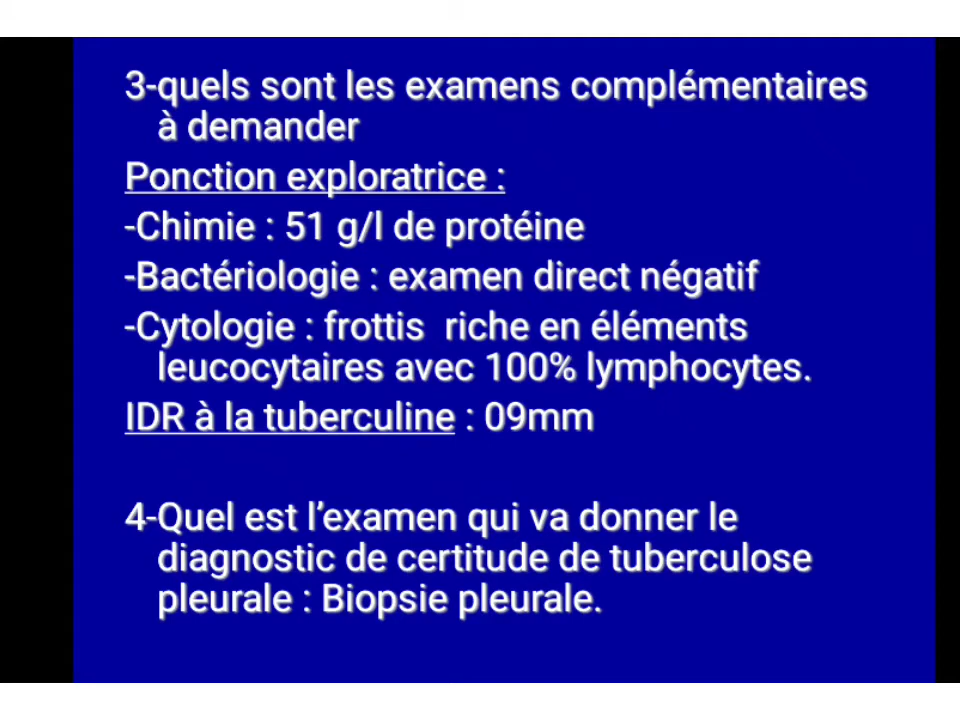 3-quels sont les examens complémentaires
à demander
Ponction exploratrice :
-Chimie : 51 g/l de protéine
-Bactériologie : examen direct négatif
-Cytologie : frottis  riche en éléments
leucocytaires avec 100% lymphocytes.
IDR à la tuberculine : 09mm
4-Quel est l’examen qui va donner le
diagnostic de certitude de tuberculose
pleurale : Biopsie pleurale.